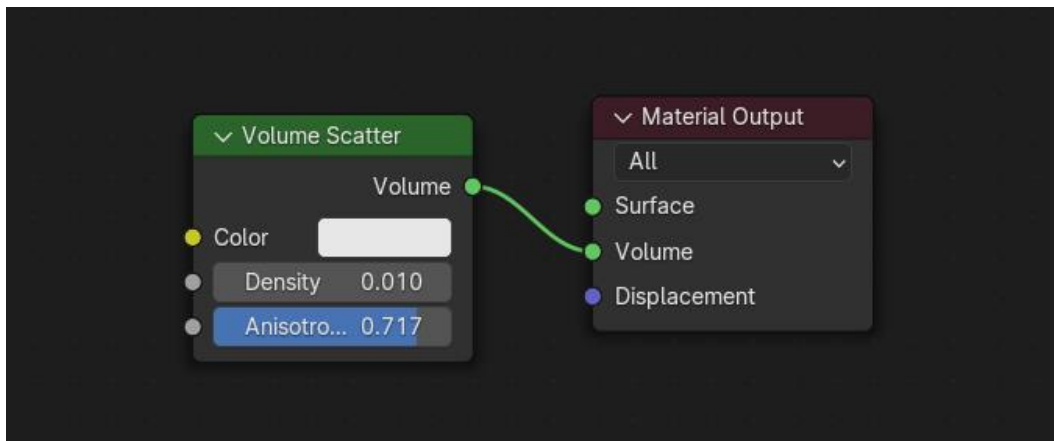 Volume Scatter
Volume
Color
Density 0.010
Anisotro... 0.717
Material Output
All
Surface
Volume
Displacement